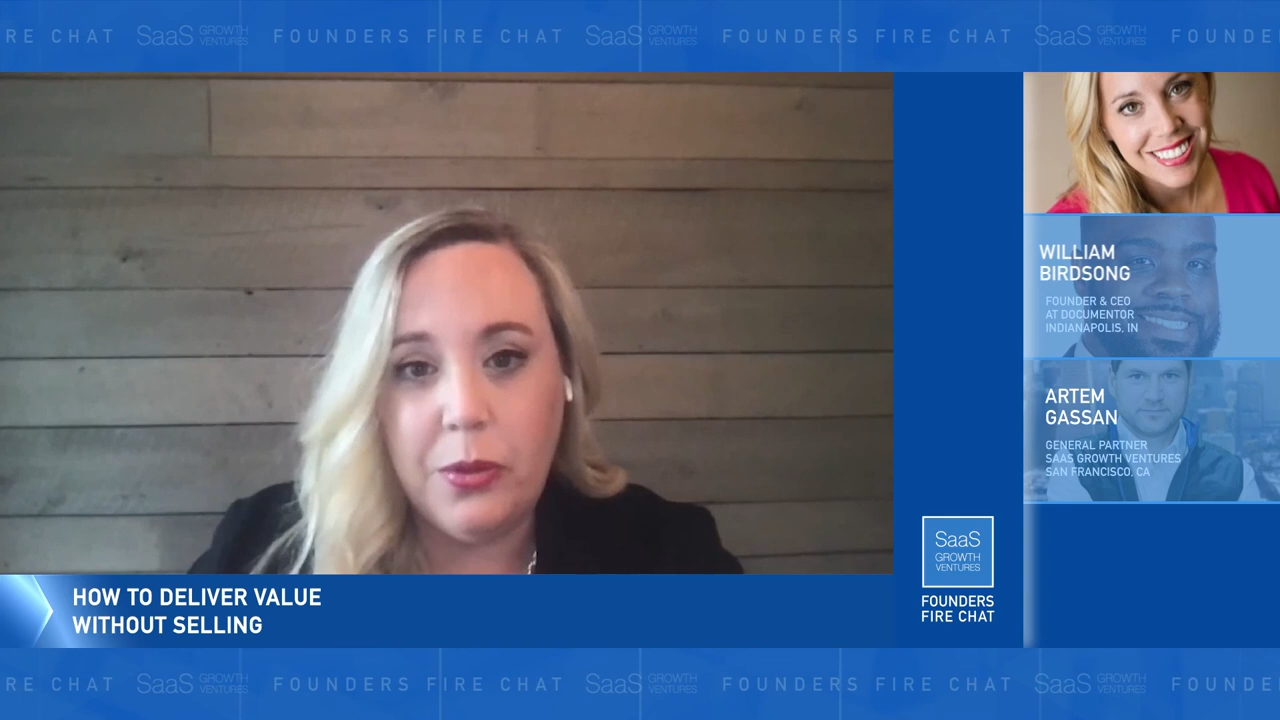 RE CHAT SaaS GROWTH VENTURES FOUNDERS FIRE CHAT SaaS GROWTH VENTURES FOUNDERS FIRE CHAT SaaS GROWTH VENTURES FOUNDE
WILLIAM
BIRDSONG
FOUNDER & CEO
AT DOCUMENTOR
INDIANAPOLIS, IN
ARTEM
GASSAN
GENERAL PARTNER
SAAS GROWTH VENTURES
SAN FRANCISCO, CA
SaaS
GROWTH
VENTURES
FOUNDERS
FIRE CHAT
HOW TO DELIVER VALUE
WITHOUT SELLING
RE CHAT SaaS GROWTH VENTURES FOUNDERS FIRE CHAT SaaS GROWTH VENTURES FOUNDERS FIRE CHAT SaaS GROWTH VENTURES FOUNDE